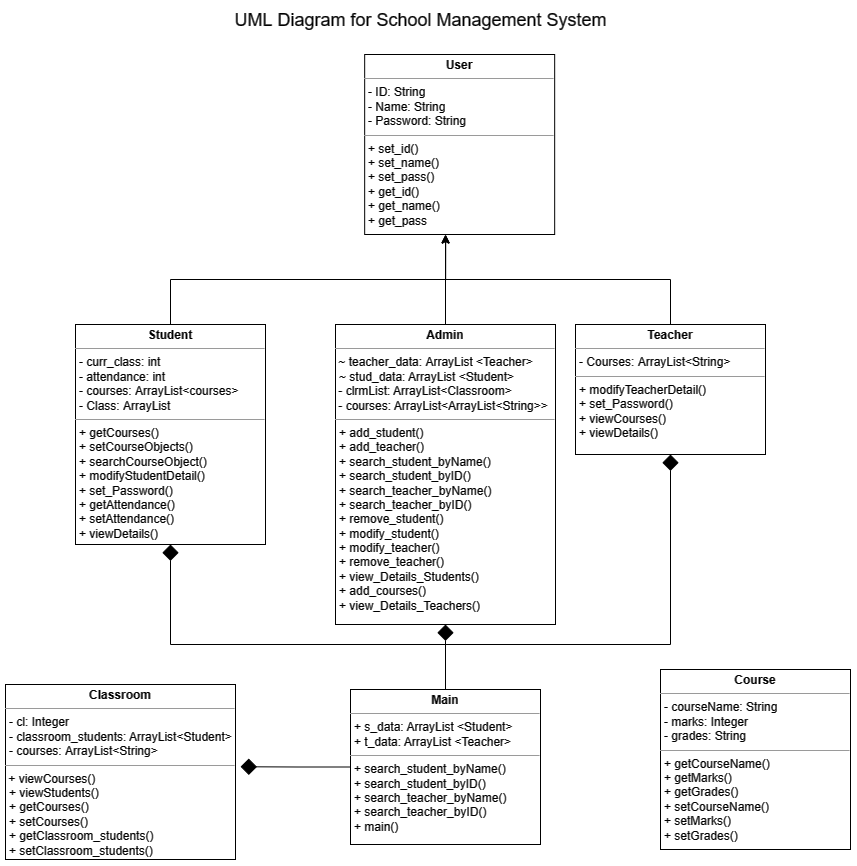 UML Diagram for School Management System
User
- ID: String
- Name: String
- Password: String
+ set_id()
+ set_name()
+ set_pass()
+ get_id()
+ get_name()
+ get_pass
Student
- curr_class: int
- attendance: int
- courses: ArrayList<courses>
- Class: ArrayList
+ getCourses()
+ setCourseObjects()
+ searchCourseObject()
+ modifyStudentDetail()
+ set_Password()
+ getAttendance()
+ setAttendance()
+ viewDetails()
Admin
~ teacher_data: ArrayList <Teacher>
~ stud_data: ArrayList <Student>
- clrmList: ArrayList<Classroom>
- courses: ArrayList<ArrayList<String>>
+ add_student()
+ add_teacher()
+ search_student_byName()
+ search_student_byID()
+ search_teacher_byName()
+ search_teacher_byID()
+ remove_student()
+ modify_student()
+ modify_teacher()
+ remove_teacher()
+ view_Details_Students()
+ add_courses()
+ view_Details_Teachers()
Teacher
- Courses: ArrayList<String>
+ modifyTeacherDetail()
+ set_Password()
+ viewCourses()
+ viewDetails()
Classroom
- cl: Integer
- classroom_students: ArrayList<Student>
- courses: ArrayList<String>
+ viewCourses()
+ viewStudents()
+ getCourses()
+ setCourses()
+ getClassroom_students()
+ setClassroom_students()
Main
+ s_data: ArrayList <Student>
+ t_data: ArrayList <Teacher>
+ search_student_byName()
+ search_student_byID()
+ search_teacher_byName()
+ search_teacher_byID()
+ main()
Course
- courseName: String
- marks: Integer
- grades: String
+ getCourseName()
+ getMarks()
+ getGrades()
+ setCourseName()
+ setMarks()
+ setGrades()